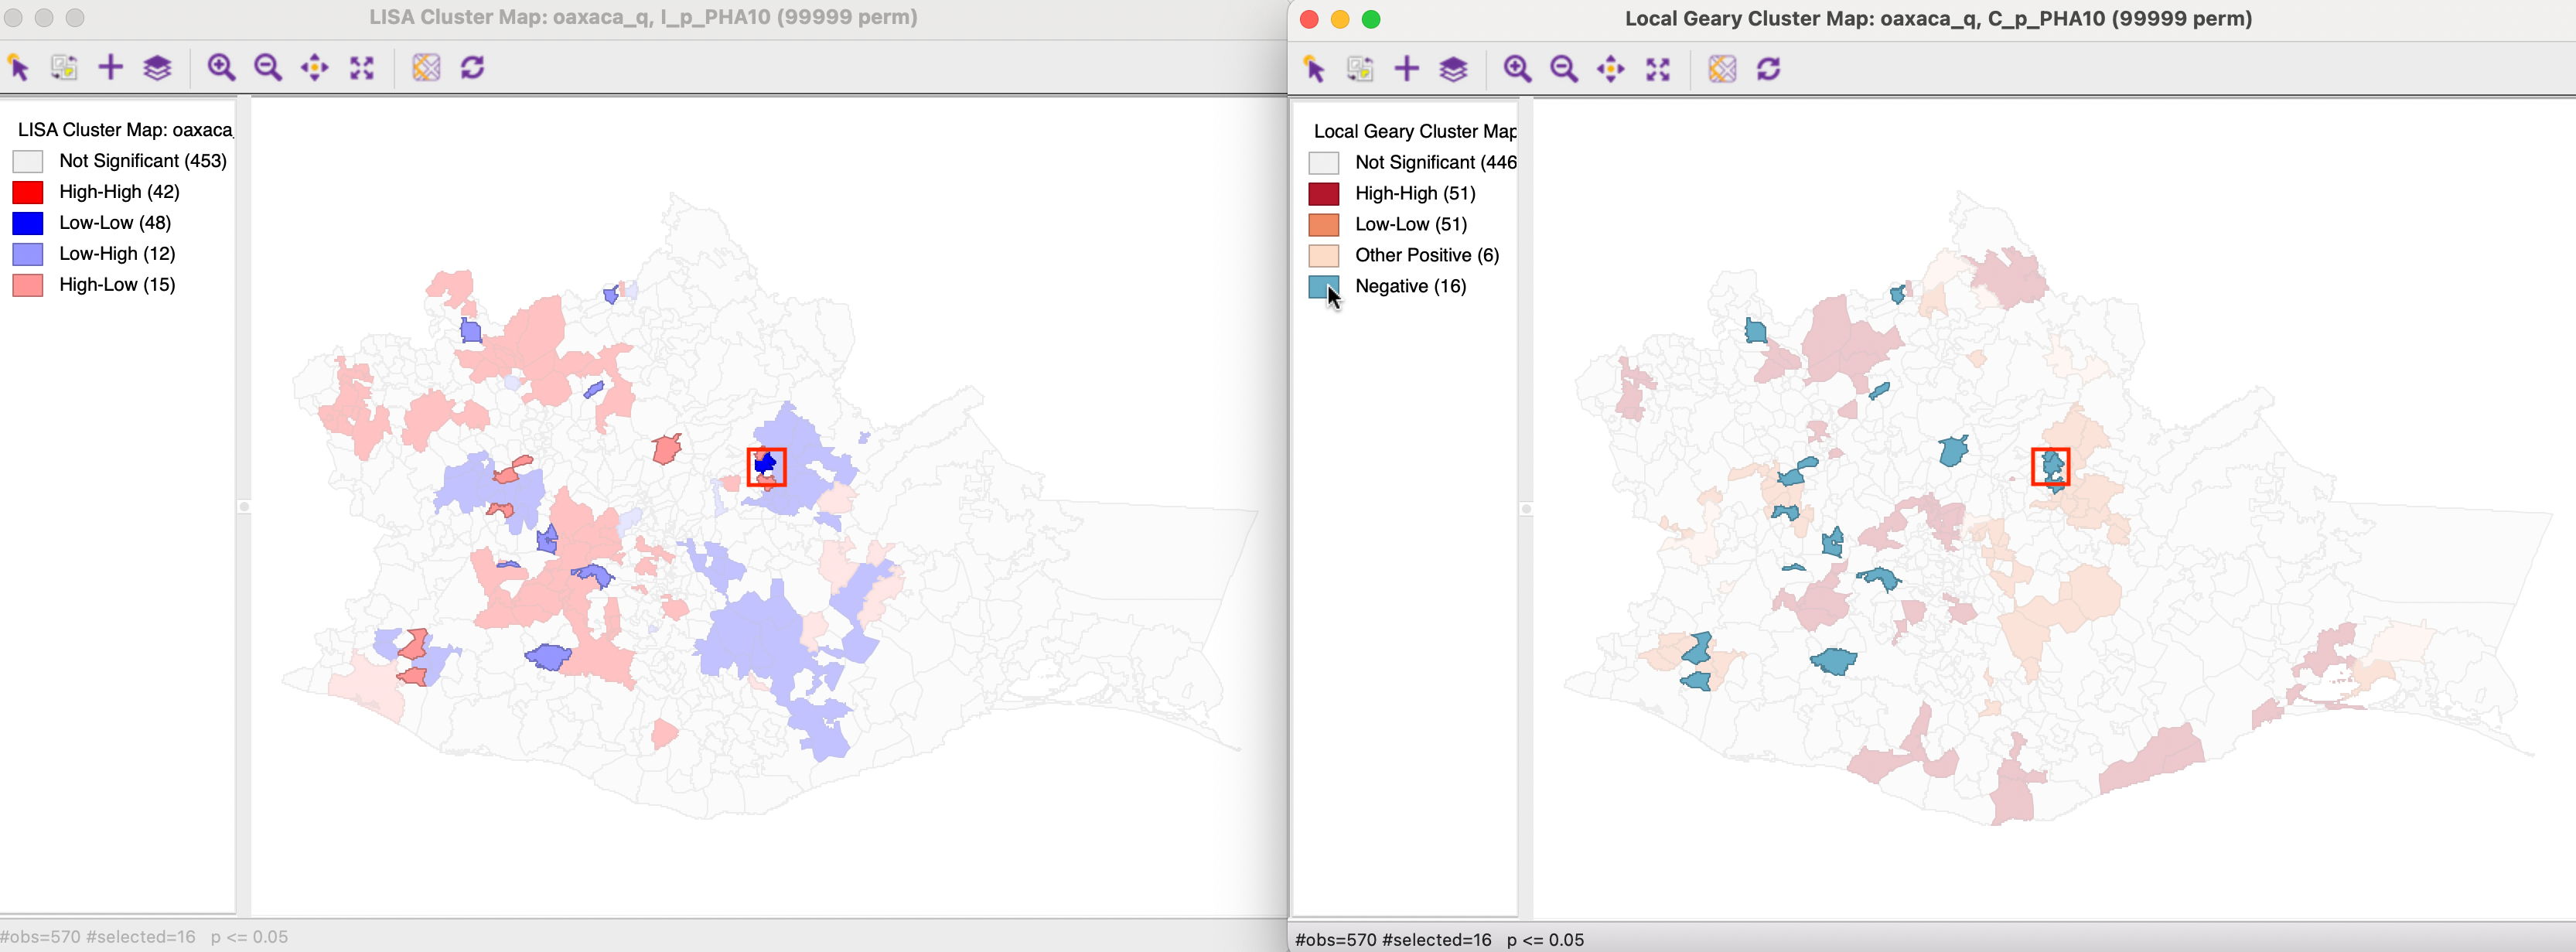 LISA Cluster Map: oaxaca_q, I_p_PHA10 (99999 perm)
LISA Cluster Map: oaxaca_
Not Significant (453)
High-High (42)
Low-Low (48)
Low-High (12)
High-Low (15)
#obs=570 #selected=16 p <= 0.05
Local Geary Cluster Map: oaxaca_q, C_p_PHA10 (99999 perm)
Local Geary Cluster Map
Not Significant (446
High-High (51)
Low-Low (51)
Other Positive (6)
Negative (16)
#obs=570 #selected=16 p <= 0.05